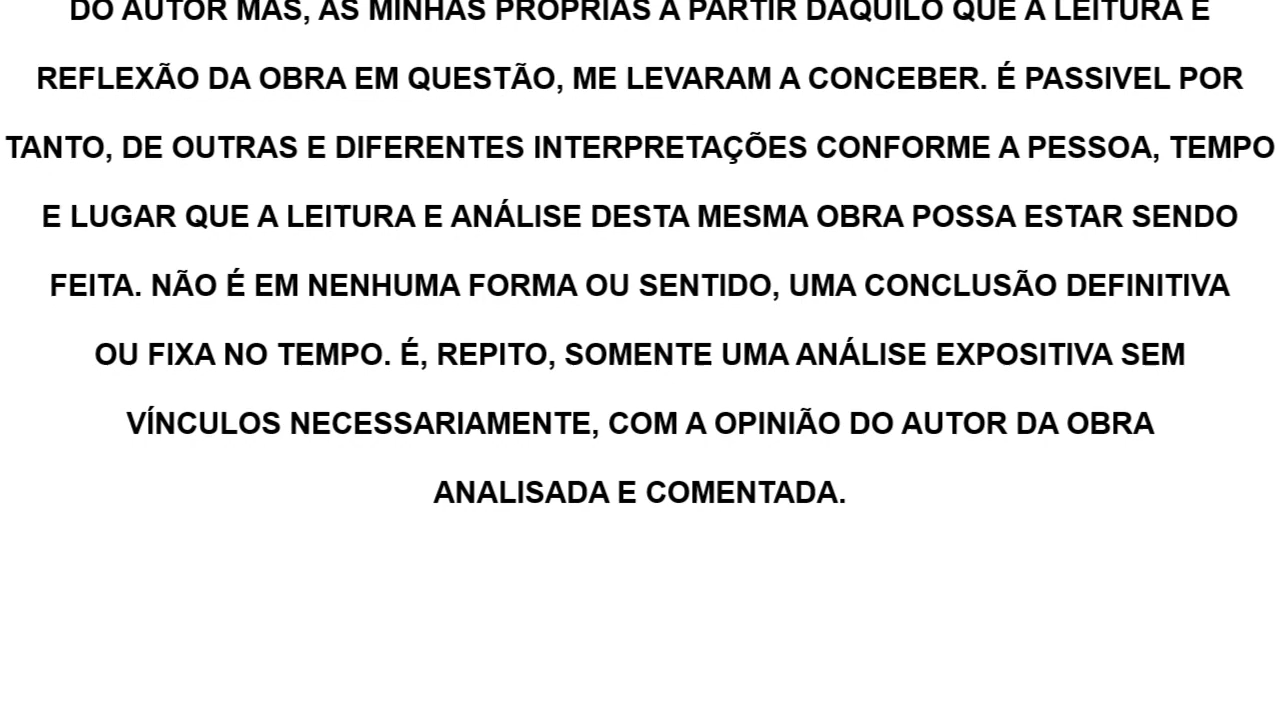 DO AUTOR MAS, AS MINHAS PRÓPRIAS A PARTIR DAQUILO QUE A LEITURA E
REFLEXÃO DA OBRA EM QUESTÃO, ME LEVARAM A CONCEBER. É PASSIVEL POR
TANTO, DE OUTRAS E DIFERENTES INTERPRETAÇÕES CONFORME A PESSOA, TEMPO
E LUGAR QUE A LEITURA E ANÁLISE DESTA MESMA OBRA POSSA ESTAR SENDO
FEITA. NÃO É EM NENHUMA FORMA OU SENTIDO, UMA CONCLUSÃO DEFINITIVA
OU FIXA NO TEMPO. É, REPITO, SOMENTE UMA ANÁLISE EXPOSITIVA SEM
VÍNCULOS NECESSARIAMENTE, COM A OPINIÃO DO AUTOR DA OBRA
ANALISADA E COMENTADA.